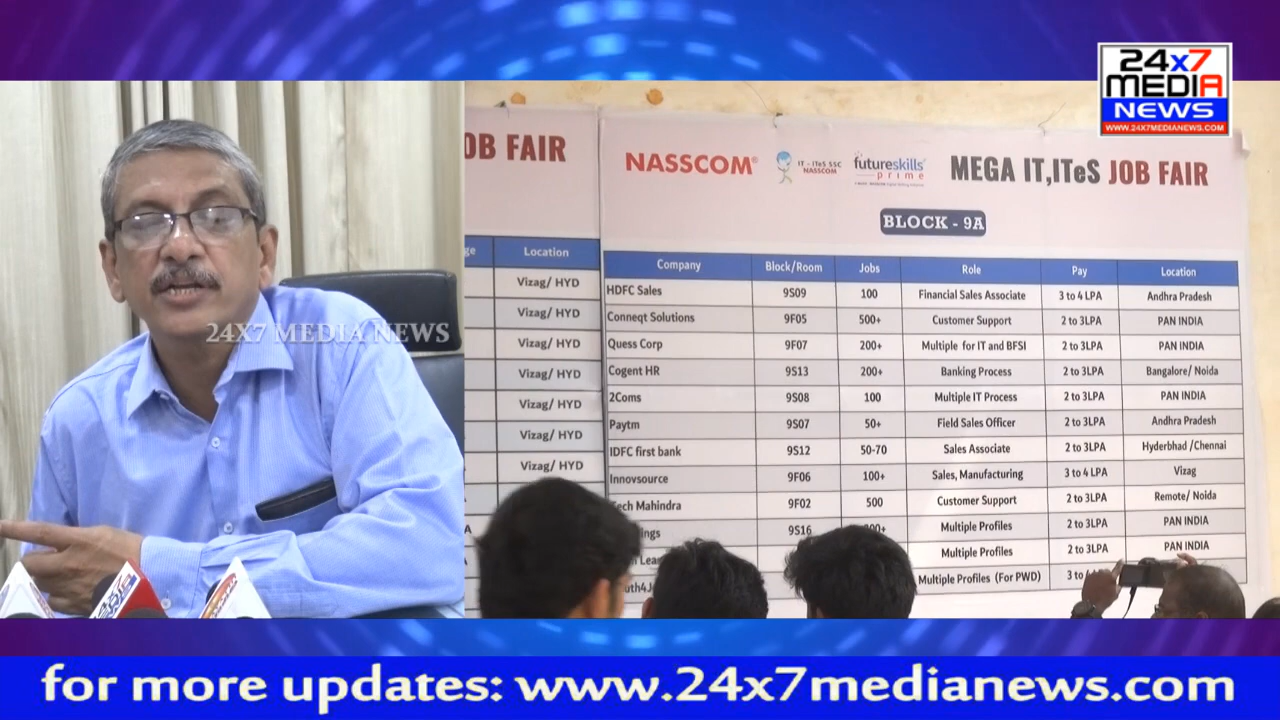 24x7
MEDIA
NEWS
WWW.24X7MEDIANEWS.COM
24X7 MEDIA NEWS
OB FAIR
Location
Vizag/ HYD
Vizag/ HYD
Vizag/ HYD
Vizag/ HYD
Vizag/ HYD
Vizag/ HYD
Vizag/ HYD
NASSCOM®
IT - ITeS SSC
NASSCOM
futureskills
prime
MEGA IT,ITeS JOB FAIR
BLOCK - 9A
Company Block/Room Jobs Role Pay Location
HDFC Sales 9S09 100 Financial Sales Associate 3 to 4 LPA Andhra Pradesh
Conneqt Solutions 9F05 500+ Customer Support 2 to 3LPA PAN INDIA
Quess Corp 9F07 200+ Multiple for IT and BFSI 2 to 3LPA PAN INDIA
Cogent HR 9S13 200+ Banking Process 2 to 3LPA Bangalore/ Noida
2Coms 9S08 100 Multiple IT Process 2 to 3LPA PAN INDIA
Paytm 9S07 50+ Field Sales Officer 2 to 3LPA Andhra Pradesh
IDFC first bank 9S12 50-70 Sales Associate 2 to 3LPA Hyderbhad /Chennai
Innovsource 9F06 100+ Sales, Manufacturing 3 to 4 LPA Vizag
Tech Mahindra 9F02 500 Customer Support 2 to 3LPA Remote/ Noida
ings 9S16 Multiple Profiles 2 to 3LPA PAN INDIA
Multiple Profiles 2 to 3LPA PAN INDIA
Multiple Profiles (For PWD) 3 to
for more updates: www.24x7medianews.com